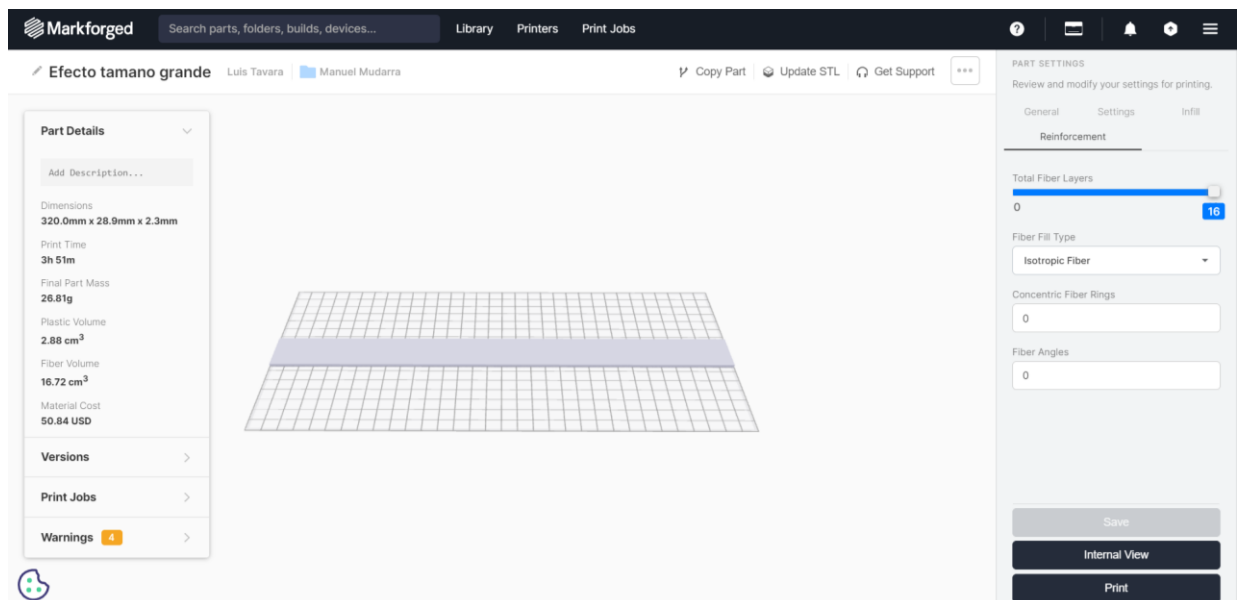 Markforged
Search parts, folders, builds, devices...
Library
Printers
Print Jobs
Efecto tamano grande
Luis Tavara
Manuel Mudarra
Copy Part
Update STL
Get Support
Part Details
Add Description...
Dimensions
320.0mm x 28.9mm x 2.3mm
Print Time
3h 51m
Final Part Mass
26.81g
Plastic Volume
2.88 cm³
Fiber Volume
16.72 cm³
Material Cost
50.84 USD
Versions
Print Jobs
Warnings 4
PART SETTINGS
Review and modify your settings for printing.
General
Settings
Infill
Reinforcement
Total Fiber Layers
0
16
Fiber Fill Type
Isotropic Fiber
Concentric Fiber Rings
0
Fiber Angles
0
Save
Internal View
Print